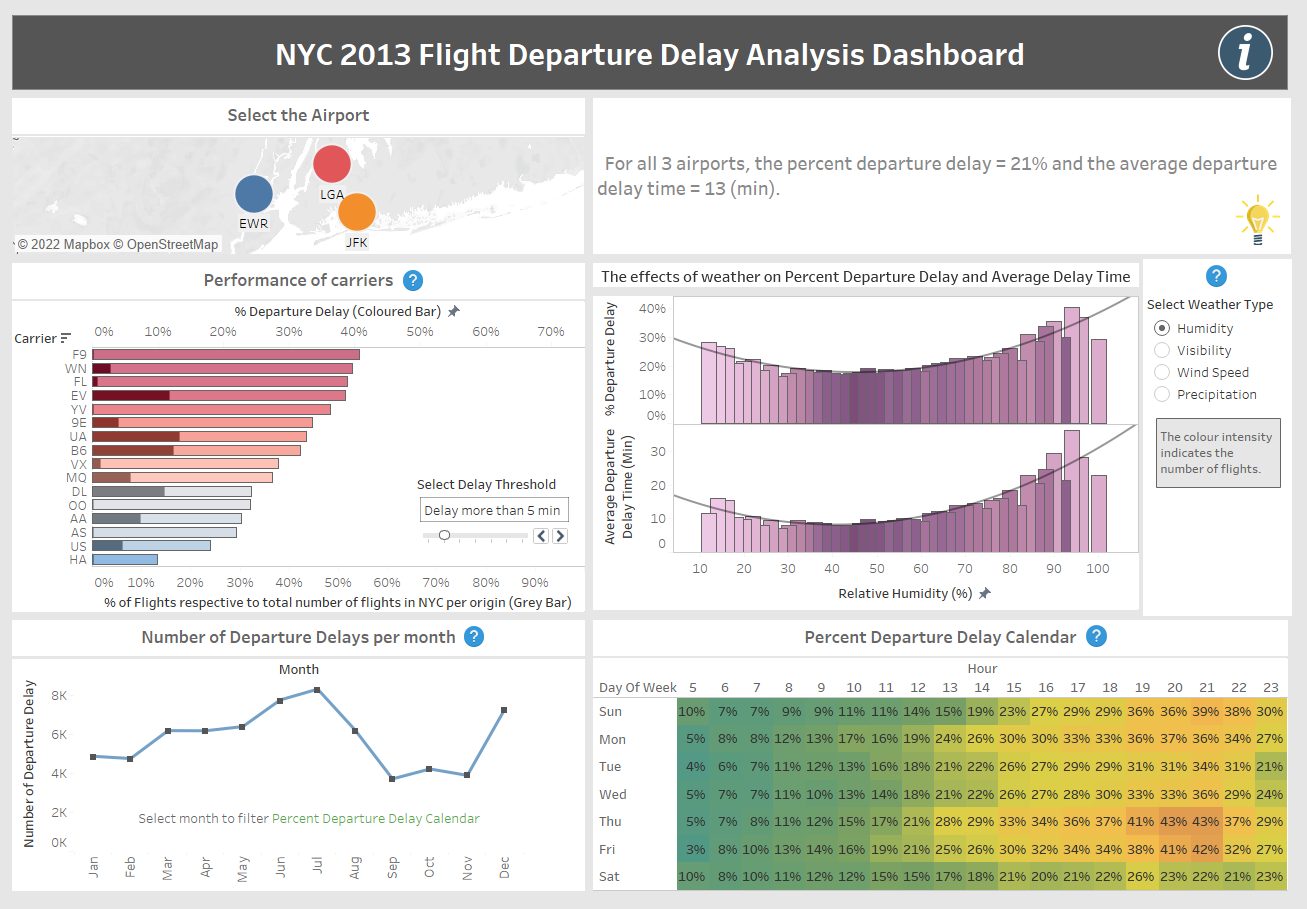 NYC 2013 Flight Departure Delay Analysis Dashboard
i
Select the Airport
LGA
EWR
JFK
© 2022 Mapbox © OpenStreetMap
For all 3 airports, the percent departure delay = 21% and the average departure
delay time = 13 (min).
Performance of carriers ?
% Departure Delay (Coloured Bar)
Carrier
0% 10% 20% 30% 40% 50% 60% 70%
F9
WN
FL
EV
YV
9E
UA
B6
VX
MQ
DL
OO
AA
AS
US
HA
Select Delay Threshold
Delay more than 5 min
0% 10% 20% 30% 40% 50% 60% 70% 80% 90%
% of Flights respective to total number of flights in NYC per origin (Grey Bar)
The effects of weather on Percent Departure Delay and Average Delay Time
% Departure Delay
40%
30%
20%
10%
0%
Average Departure
Delay Time (Min)
30
20
10
0
10 20 30 40 50 60 70 80 90 100
Relative Humidity (%)
?
Select Weather Type
Humidity
Visibility
Wind Speed
Precipitation
The colour intensity
indicates the
number of flights.
Number of Departure Delays per month ?
Month
Number of Departure Delay
8K
6K
4K
2K
0K
Select month to filter Percent Departure Delay Calendar
Jan Feb Mar Apr May Jun Jul Aug Sep Oct Nov Dec
Percent Departure Delay Calendar ?
Hour
Day Of Week 5 6 7 8 9 10 11 12 13 14 15 16 17 18 19 20 21 22 23
Sun 10% 7% 7% 9% 9% 11% 11% 14% 15% 19% 23% 27% 29% 29% 36% 36% 39% 38% 30%
Mon 5% 8% 8% 12% 13% 17% 16% 19% 24% 26% 30% 30% 33% 33% 36% 37% 36% 34% 27%
Tue 4% 6% 7% 11% 12% 13% 16% 18% 21% 22% 26% 27% 29% 29% 31% 31% 34% 31% 21%
Wed 5% 7% 7% 11% 10% 13% 14% 18% 21% 22% 26% 27% 28% 30% 33% 33% 36% 29% 24%
Thu 5% 7% 8% 11% 12% 15% 17% 21% 28% 29% 33% 34% 36% 37% 41% 43% 43% 37% 29%
Fri 3% 8% 10% 13% 14% 16% 19% 21% 25% 26% 30% 32% 34% 34% 38% 41% 42% 32% 27%
Sat 10% 8% 10% 11% 12% 12% 15% 15% 17% 18% 21% 20% 21% 22% 26% 23% 22% 21% 23%